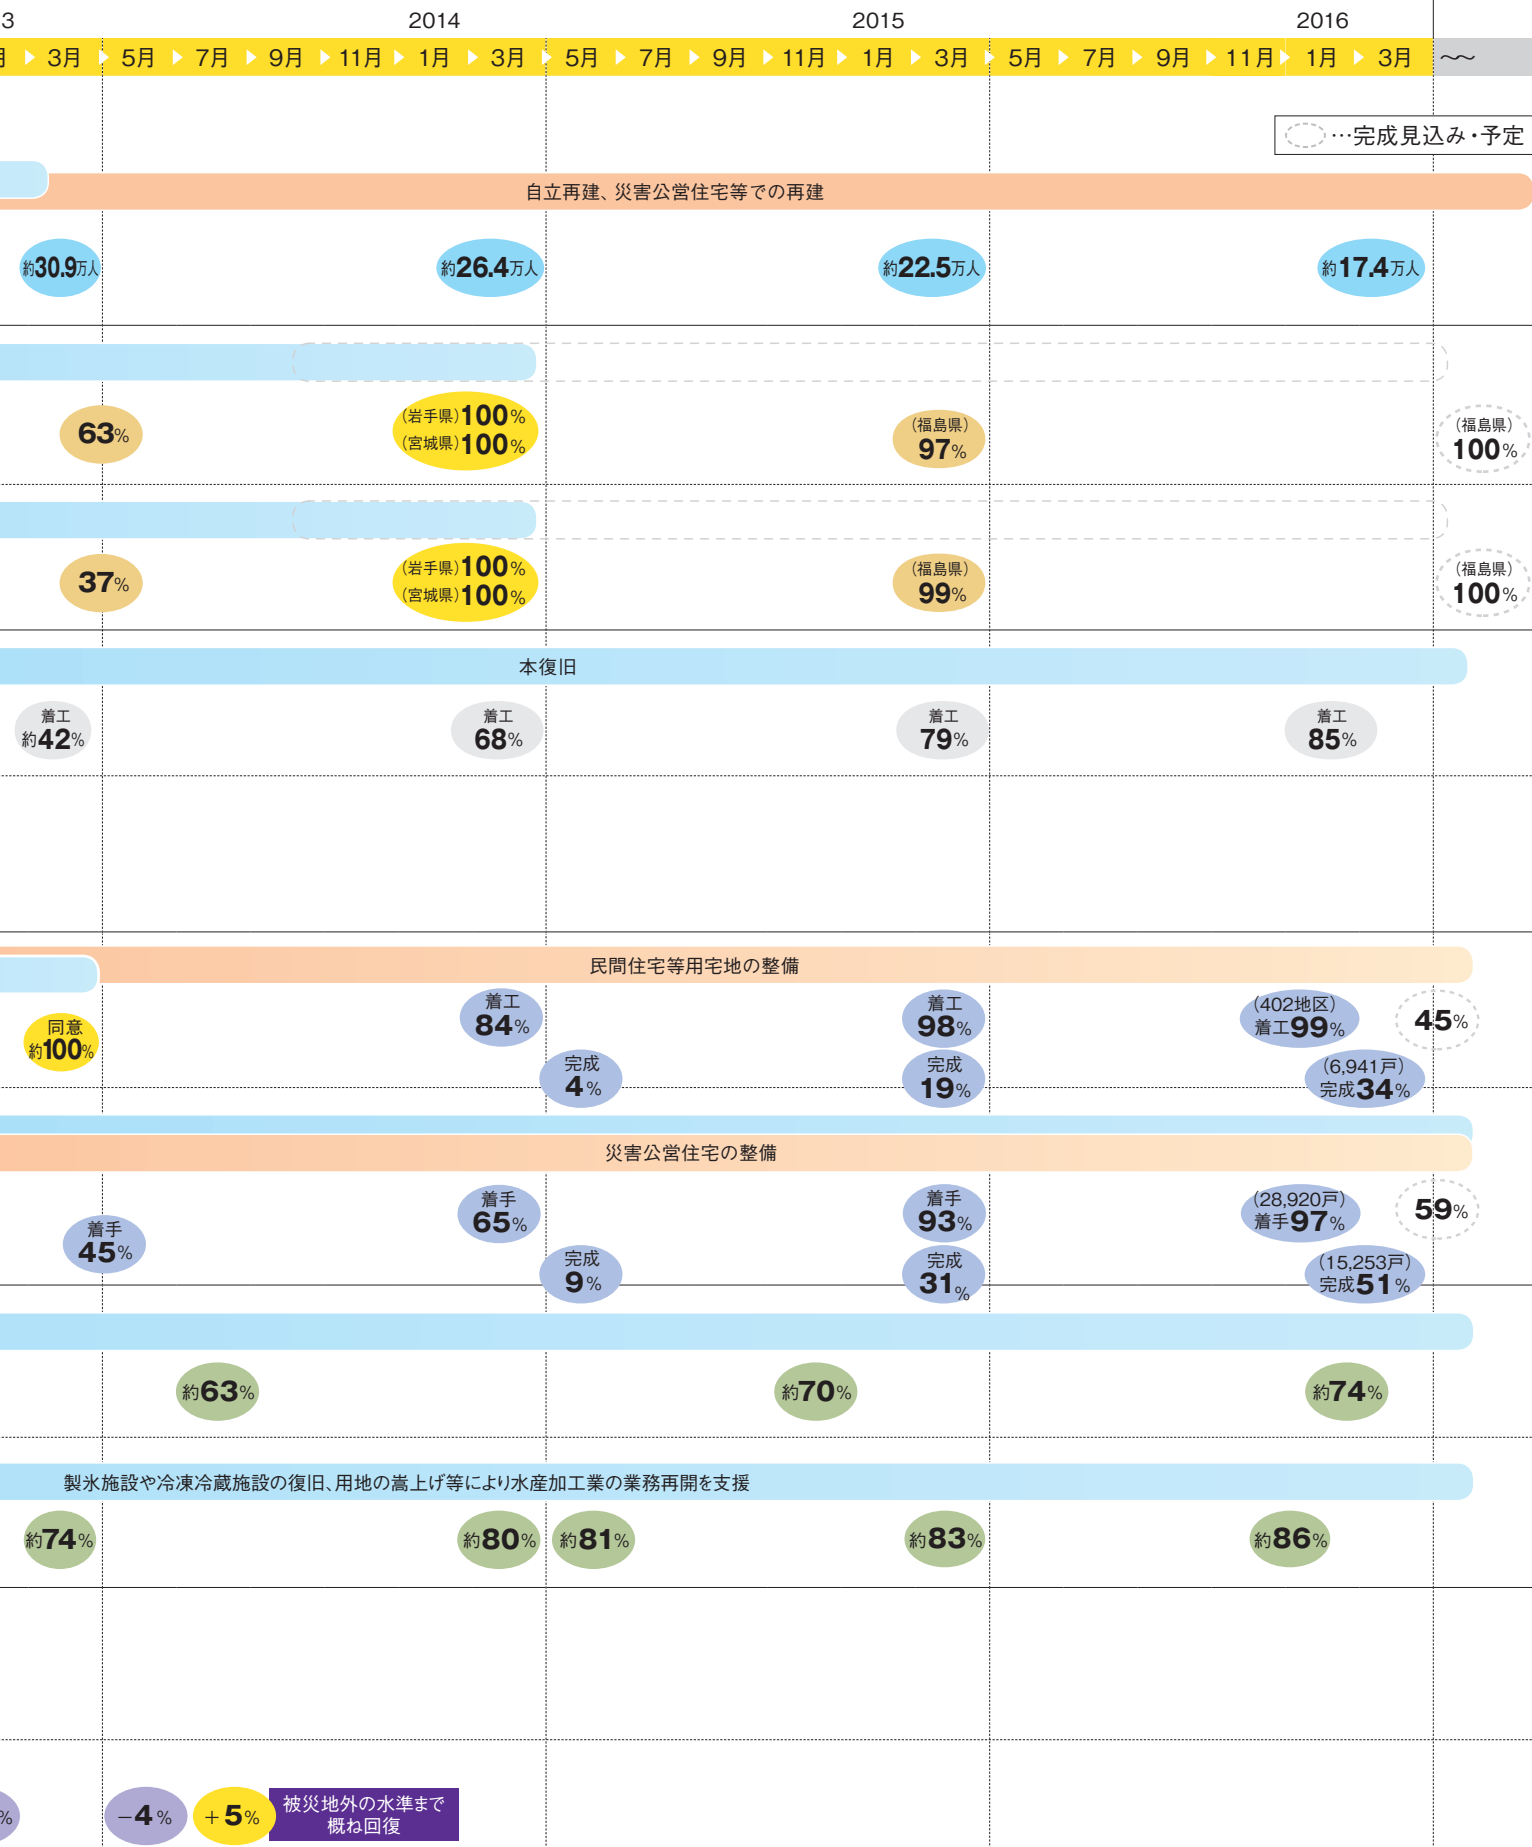 3 2014 2015 2016
月 3月 5月 7月 9月 11月 1月 3月 5月 7月 9月 11月 1月 3月 5月 7月 9月 11月 1月 3月 〜〜
…完成見込み・予定
自立再建、災害公営住宅等での再建
約30.9万人 約26.4万人 約22.5万人 約17.4万人
63%
(岩手県)100%
(宮城県)100%
(福島県)
97%
(福島県)
100%
37%
(岩手県)100%
(宮城県)100%
(福島県)
99%
(福島県)
100%
本復旧
着工
約42%
着工
68%
着工
79%
着工
85%
民間住宅等用宅地の整備
同意
約100%
着工
84%
完成
4%
着工
98%
完成
19%
(402地区)
着工99%
(6,941戸)
完成34%
45%
災害公営住宅の整備
着手
45%
着手
65%
完成
9%
着手
93%
完成
31%
(28,920戸)
着手97%
(15,253戸)
完成51%
59%
約63% 約70% 約74%
製氷施設や冷凍冷蔵施設の復旧、用地の嵩上げ等により水産加工業の業務再開を支援
約74% 約80% 約81% 約83% 約86%
% −4% +5%
被災地外の水準まで
概ね回復